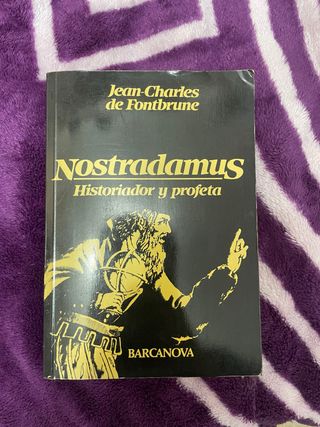 Jean-Charles
de Fontbrune
Nostradamus
Historiador y profeta
BARCANOVA